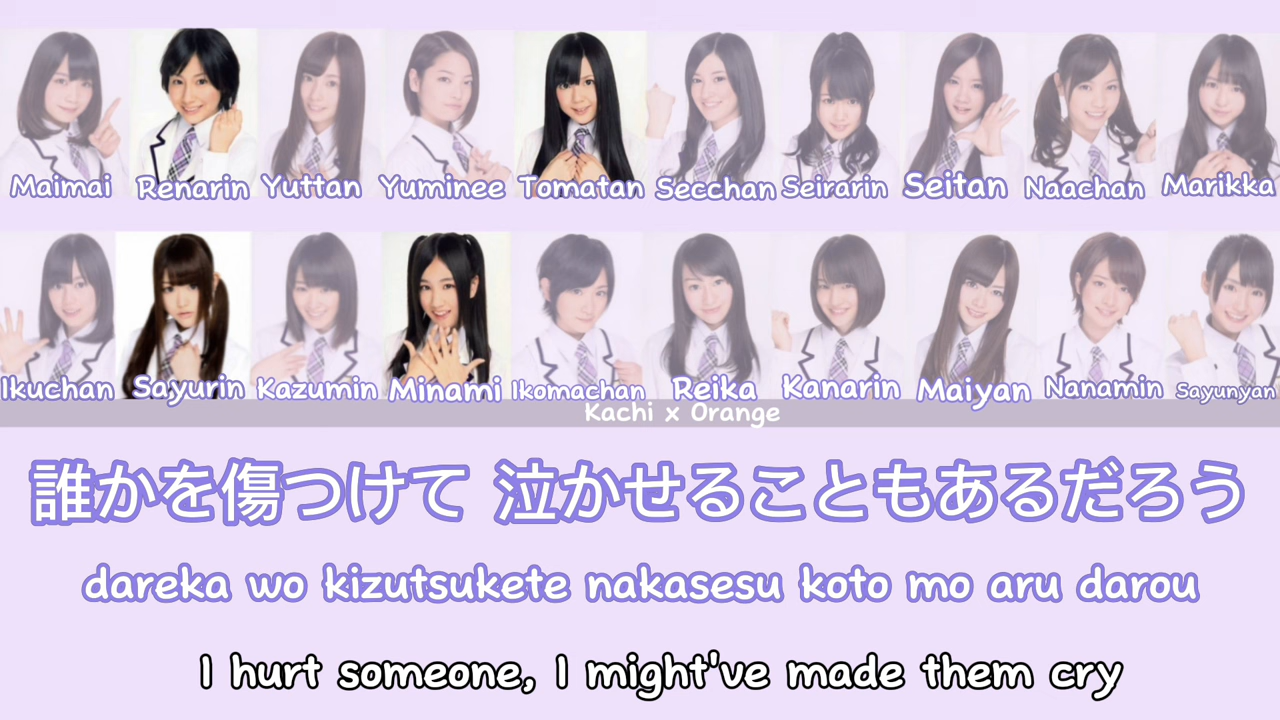 Maimai Renarin Yuttan Yuminee Tomatan Secchan Seirarin Seitan Naachan Marikka
Ikuchan Sayurin Kazumin Minami Ikomachan Reika Kanarin Maiyan Nanamin Sayunyan
Kachi x Orange
誰かを傷つけて 泣かせることもあるだろう
dareka wo kizutsukete nakasesu koto mo aru darou
I hurt someone, I might've made them cry